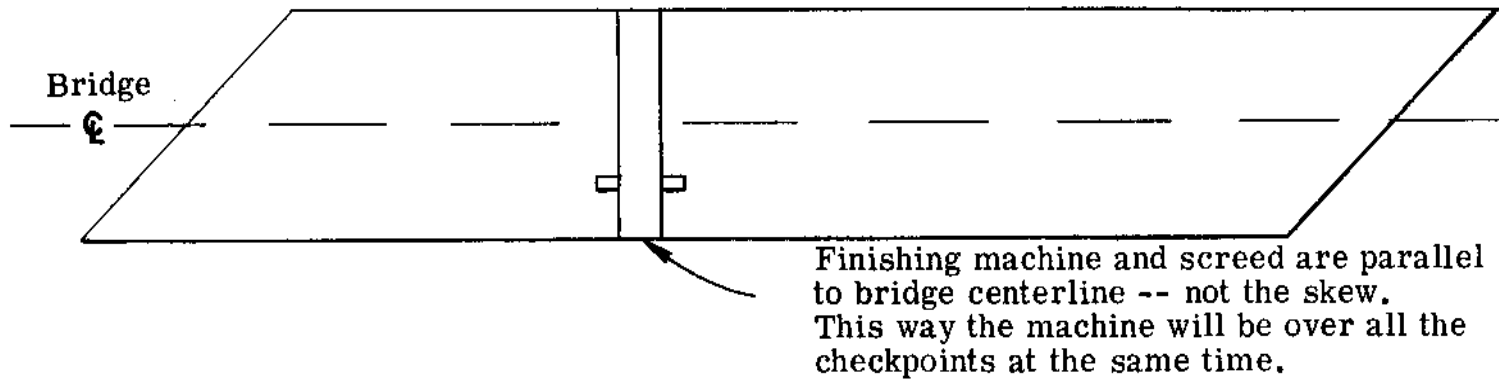 Bridge
℄
Finishing machine and screed are parallel
to bridge centerline -- not the skew.
This way the machine will be over all the
checkpoints at the same time.